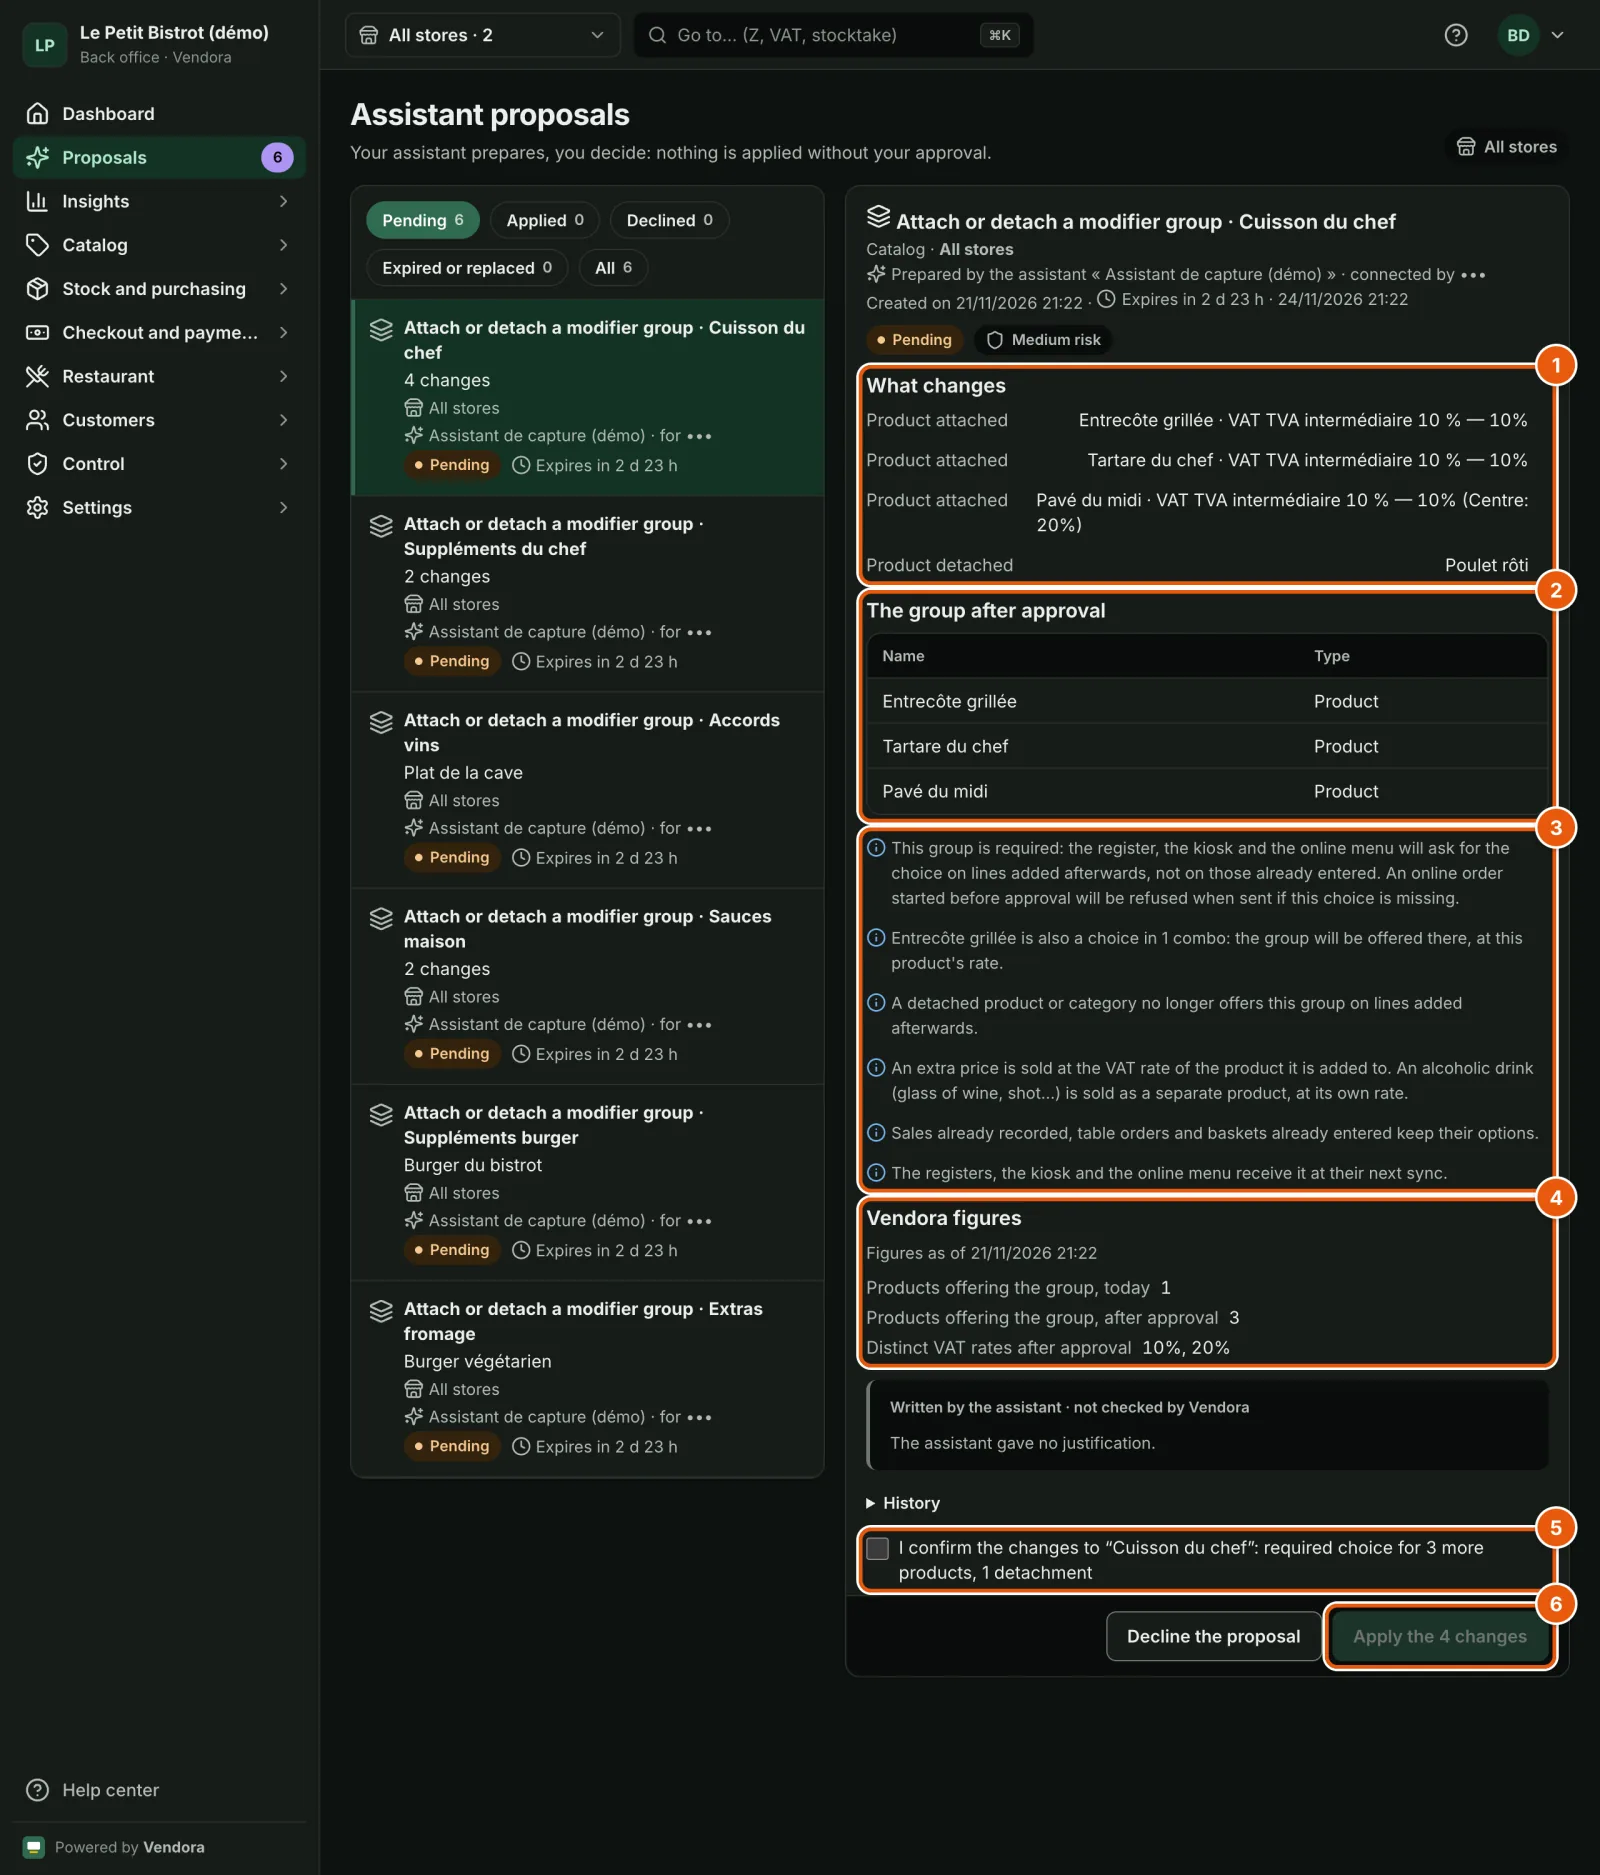 LP
Le Petit Bistrot (démo)
Back office · Vendora
Dashboard
Proposals 6
Insights
Catalog
Stock and purchasing
Checkout and payme...
Restaurant
Customers
Control
Settings
Help center
Powered by Vendora
All stores · 2
Go to... (Z, VAT, stocktake) ⌘K
BD
Assistant proposals
Your assistant prepares, you decide: nothing is applied without your approval.
All stores
Pending 6
Applied 0
Declined 0
Expired or replaced 0
All 6
Attach or detach a modifier group · Cuisson du
chef
4 changes
All stores
Assistant de capture (démo) · for •••
Pending
Expires in 2 d 23 h
Attach or detach a modifier group ·
Suppléments du chef
2 changes
All stores
Assistant de capture (démo) · for •••
Pending
Expires in 2 d 23 h
Attach or detach a modifier group · Accords
vins
Plat de la cave
All stores
Assistant de capture (démo) · for •••
Pending
Expires in 2 d 23 h
Attach or detach a modifier group · Sauces
maison
2 changes
All stores
Assistant de capture (démo) · for •••
Pending
Expires in 2 d 23 h
Attach or detach a modifier group ·
Suppléments burger
Burger du bistrot
All stores
Assistant de capture (démo) · for •••
Pending
Expires in 2 d 23 h
Attach or detach a modifier group · Extras
fromage
Burger végétarien
All stores
Assistant de capture (démo) · for •••
Pending
Expires in 2 d 23 h
Attach or detach a modifier group · Cuisson du chef
Catalog · All stores
Prepared by the assistant « Assistant de capture (démo) » · connected by •••
Created on 21/11/2026 21:22 · Expires in 2 d 23 h · 24/11/2026 21:22
Pending
Medium risk
1
What changes
Product attached Entrecôte grillée · VAT TVA intermédiaire 10 % — 10%
Product attached Tartare du chef · VAT TVA intermédiaire 10 % — 10%
Product attached Pavé du midi · VAT TVA intermédiaire 10 % — 10% (Centre:
20%)
Product detached Poulet rôti
2
The group after approval
Name Type
Entrecôte grillée Product
Tartare du chef Product
Pavé du midi Product
3
This group is required: the register, the kiosk and the online menu will ask for the
choice on lines added afterwards, not on those already entered. An online order
started before approval will be refused when sent if this choice is missing.
Entrecôte grillée is also a choice in 1 combo: the group will be offered there, at this
product's rate.
A detached product or category no longer offers this group on lines added
afterwards.
An extra price is sold at the VAT rate of the product it is added to. An alcoholic drink
(glass of wine, shot...) is sold as a separate product, at its own rate.
Sales already recorded, table orders and baskets already entered keep their options.
The registers, the kiosk and the online menu receive it at their next sync.
4
Vendora figures
Figures as of 21/11/2026 21:22
Products offering the group, today 1
Products offering the group, after approval 3
Distinct VAT rates after approval 10%, 20%
Written by the assistant · not checked by Vendora
The assistant gave no justification.
History
5
I confirm the changes to “Cuisson du chef”: required choice for 3 more
products, 1 detachment
6
Decline the proposal
Apply the 4 changes